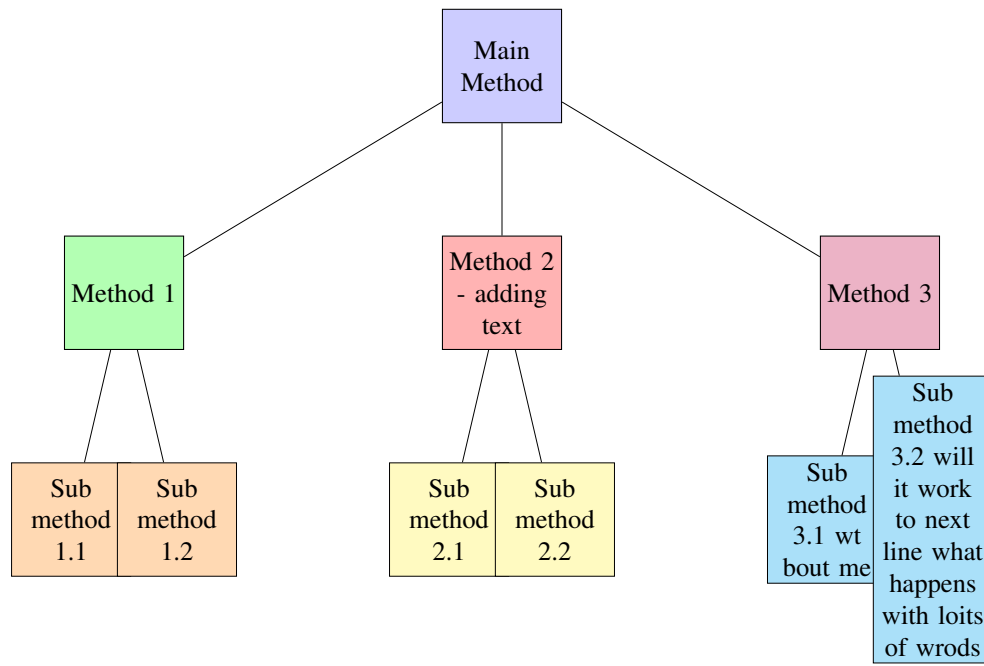 Main
Method
Method 1
Method 2
- adding
text
Method 3
Sub
method
1.1
Sub
method
1.2
Sub
method
2.1
Sub
method
2.2
Sub
method
3.1 wt
bout me
Sub
method
3.2 will
it work
to next
line what
happens
with loits
of wrods